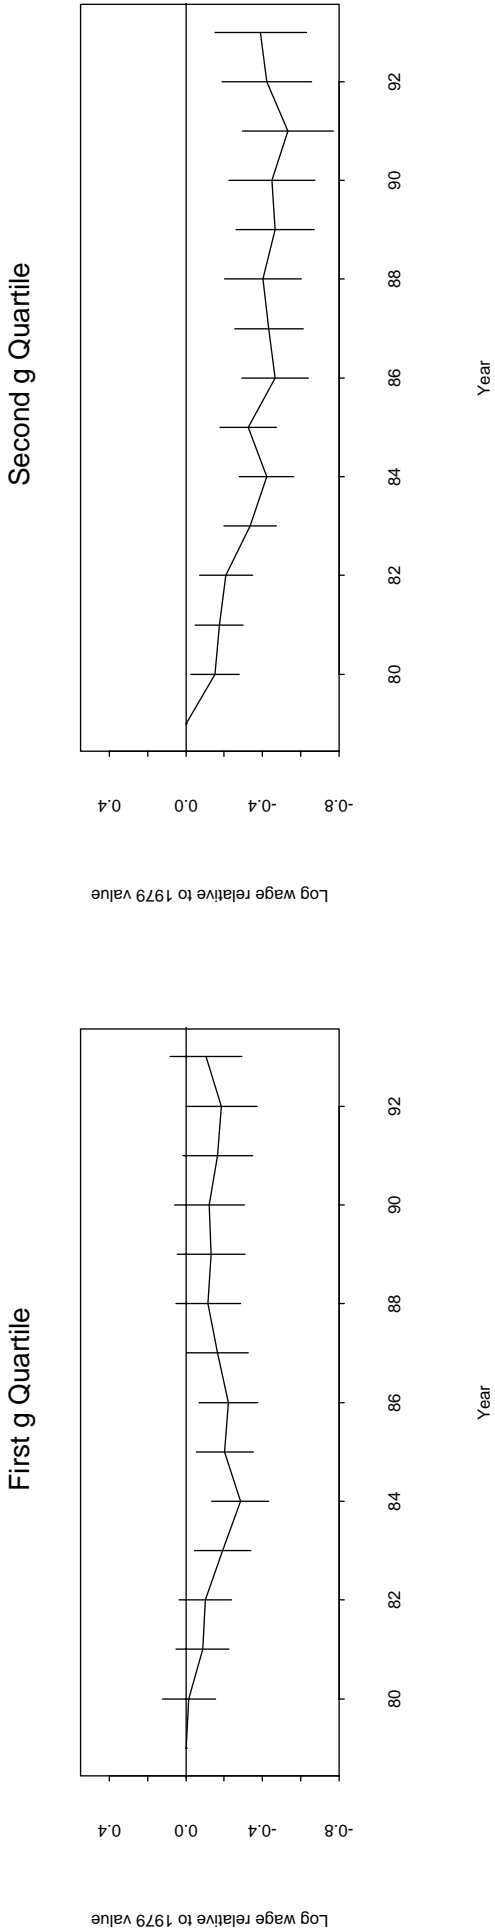 First g Quartile
Log wage relative to 1979 value
0.4
0.0
-0.4
-0.8
80 82 84 86 88 90 92
Year
Second g Quartile
Log wage relative to 1979 value
0.4
0.0
-0.4
-0.8
80 82 84 86 88 90 92
Year